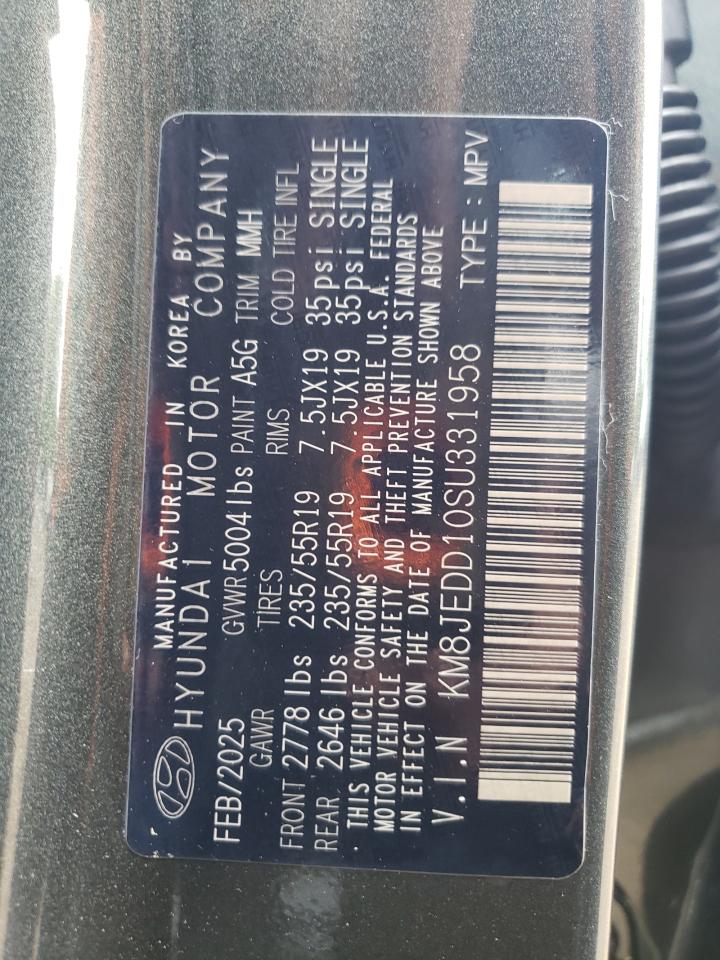 MANUFACTURED IN KOREA BY
HYUNDAI MOTOR COMPANY
FEB/2025 GVWR 5004 lbs PAINT A5G TRIM MMH
GAWR TIRES RIMS COLD TIRE INFL
FRONT 2778 lbs 235/55R19 7.5JX19 35psi SINGLE
REAR 2646 lbs 235/55R19 7.5JX19 35psi SINGLE
THIS VEHICLE CONFORMS TO ALL APPLICABLE U.S.A. FEDERAL
MOTOR VEHICLE SAFETY AND THEFT PREVENTION STANDARDS
IN EFFECT ON THE DATE OF MANUFACTURE SHOWN ABOVE
V.I.N KM8JEDD10SU331958 TYPE : MPV